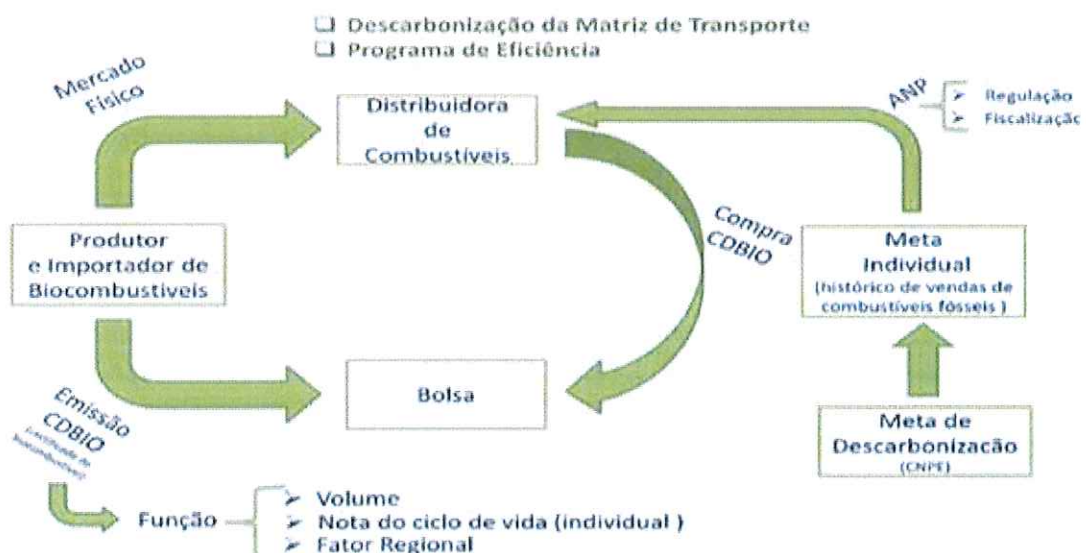 ❑ Descarbonização da Matriz de Transporte
❑ Programa de Eficiência
Mercado
Físico
Distribuidora
de
Combustíveis
ANP
➤ Regulação
➤ Fiscalizaçãc
Produtor
e Importador de
Biocombustíveis
Compra
CDBIO
Meta
Individual
(histórico de vendas de
combustíveis fósseis )
Bolsa
Emissão
CDBIO
biocombustível)
Meta de
Descarbonização
(CNPE)
Função
➤ Volume
➤ Nota do ciclo de vida (individual )
➤ Fator Regional